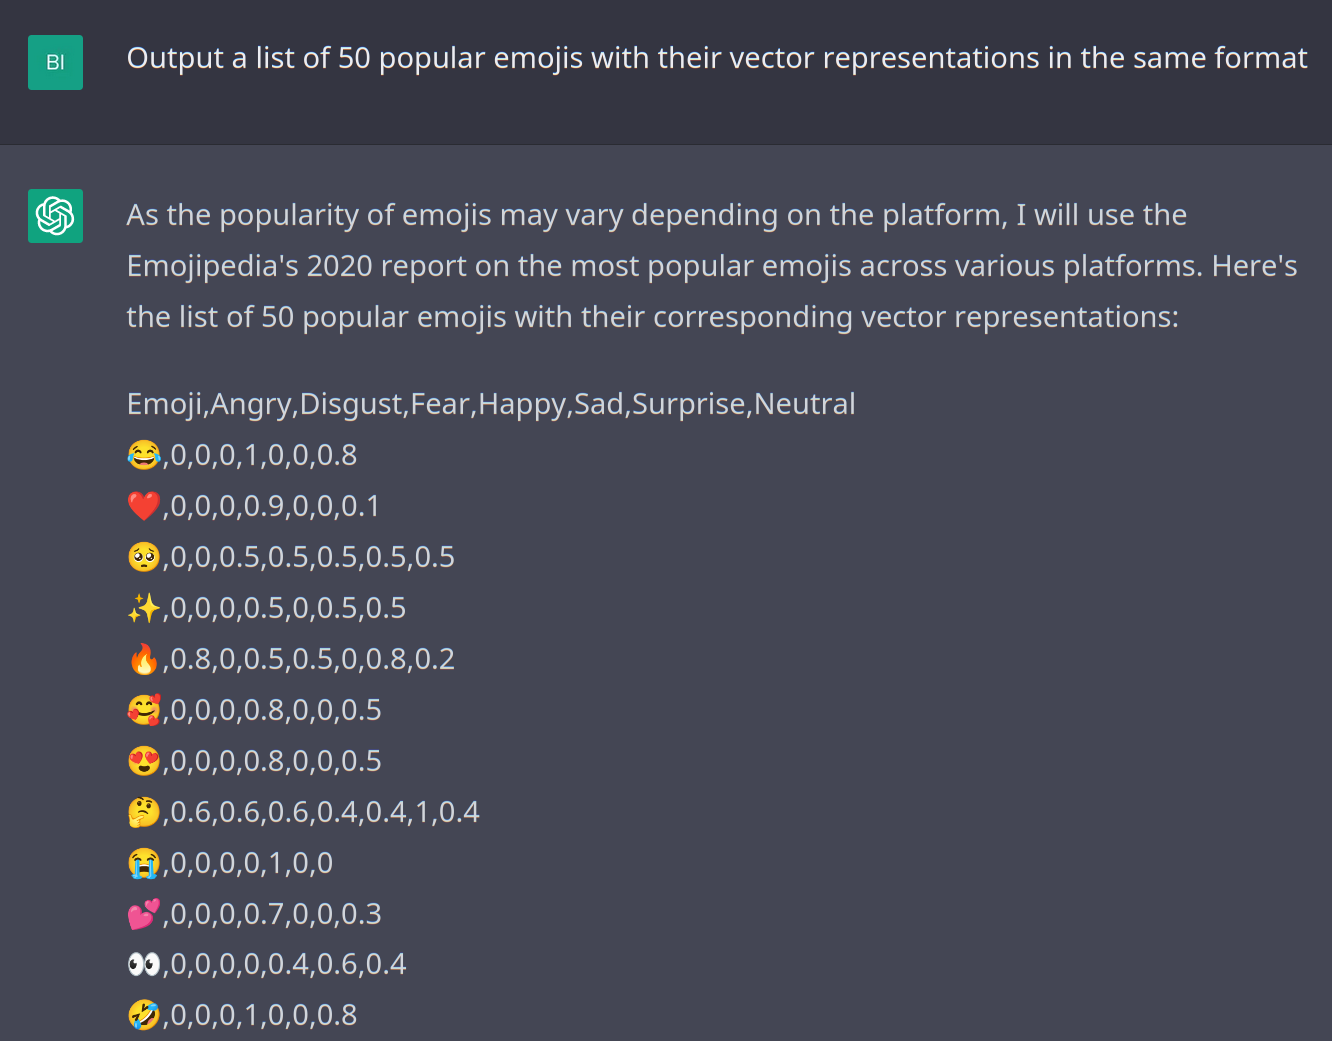 BI
Output a list of 50 popular emojis with their vector representations in the same format
As the popularity of emojis may vary depending on the platform, I will use the
Emojipedia's 2020 report on the most popular emojis across various platforms. Here's
the list of 50 popular emojis with their corresponding vector representations:
Emoji,Angry,Disgust,Fear,Happy,Sad,Surprise,Neutral
😂,0,0,0,1,0,0,0.8
❤️,0,0,0,0.9,0,0,0.1
🥺,0,0,0.5,0.5,0.5,0.5,0.5
✨,0,0,0,0.5,0,0.5,0.5
🔥,0.8,0,0.5,0.5,0,0.8,0.2
🥰,0,0,0,0.8,0,0,0.5
😍,0,0,0,0.8,0,0,0.5
🤔,0.6,0.6,0.6,0.4,0.4,1,0.4
😭,0,0,0,0,1,0,0
💕,0,0,0,0.7,0,0,0.3
👀,0,0,0,0,0.4,0.6,0.4
🤣,0,0,0,1,0,0,0.8